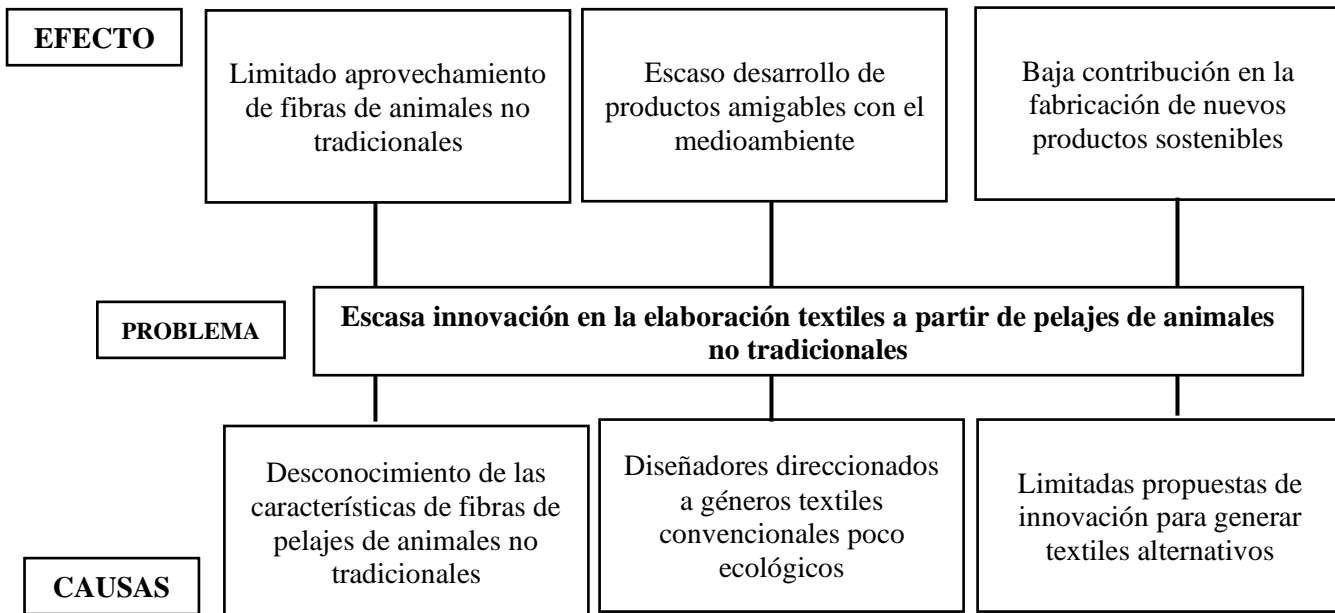 EFECTO
Limitado aprovechamiento
de fibras de animales no
tradicionales
Escaso desarrollo de
productos amigables con el
medioambiente
Baja contribución en la
fabricación de nuevos
productos sostenibles
PROBLEMA
Escasa innovación en la elaboración textiles a partir de pelajes de animales
no tradicionales
Desconocimiento de las
características de fibras de
pelajes de animales no
tradicionales
Diseñadores direccionados
a géneros textiles
convencionales poco
ecológicos
Limitadas propuestas de
innovación para generar
textiles alternativos
CAUSAS